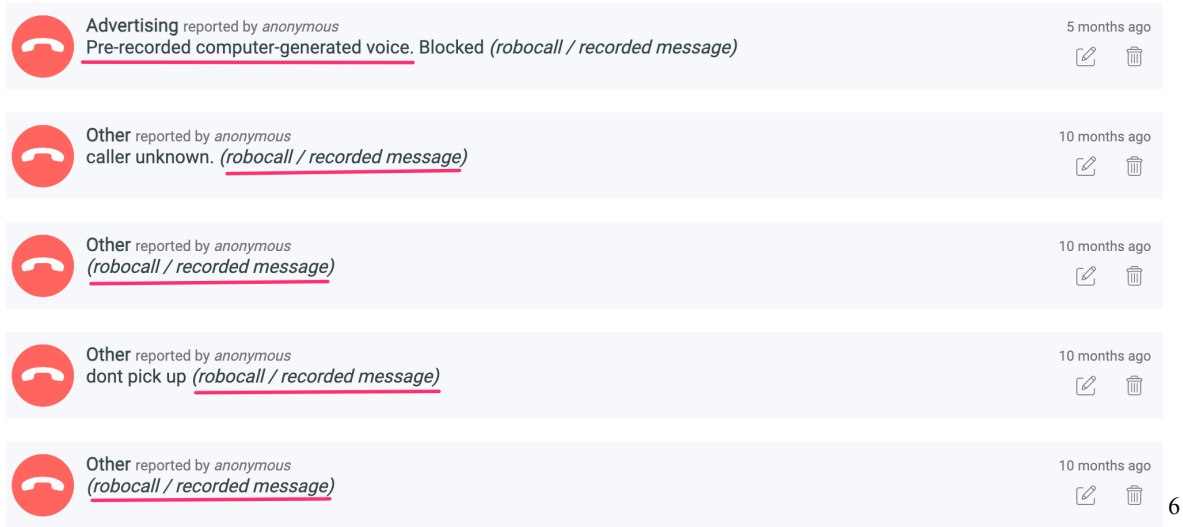 Advertising reported by anonymous 5 months ago
Pre-recorded computer-generated voice. Blocked (robocall / recorded message)
Other reported by anonymous 10 months ago
caller unknown. (robocall / recorded message)
Other reported by anonymous 10 months ago
(robocall / recorded message)
Other reported by anonymous 10 months ago
dont pick up (robocall / recorded message)
Other reported by anonymous 10 months ago
(robocall / recorded message)
6